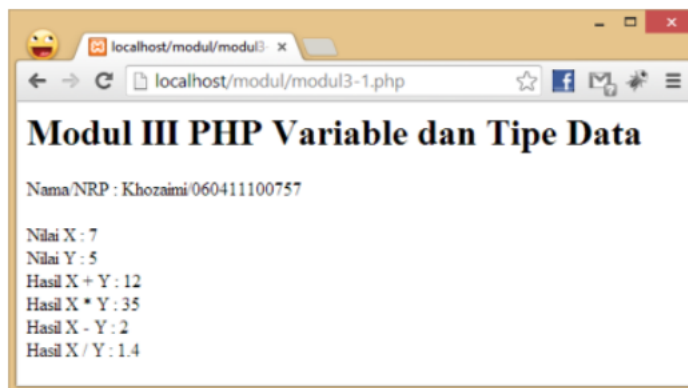 localhost/modul/modul3-
localhost/modul/modul3-1.php
Modul III PHP Variable dan Tipe Data
Nama/NRP : Khozaimi/060411100757
Nilai X : 7
Nilai Y : 5
Hasil X + Y : 12
Hasil X * Y : 35
Hasil X - Y : 2
Hasil X / Y : 1.4